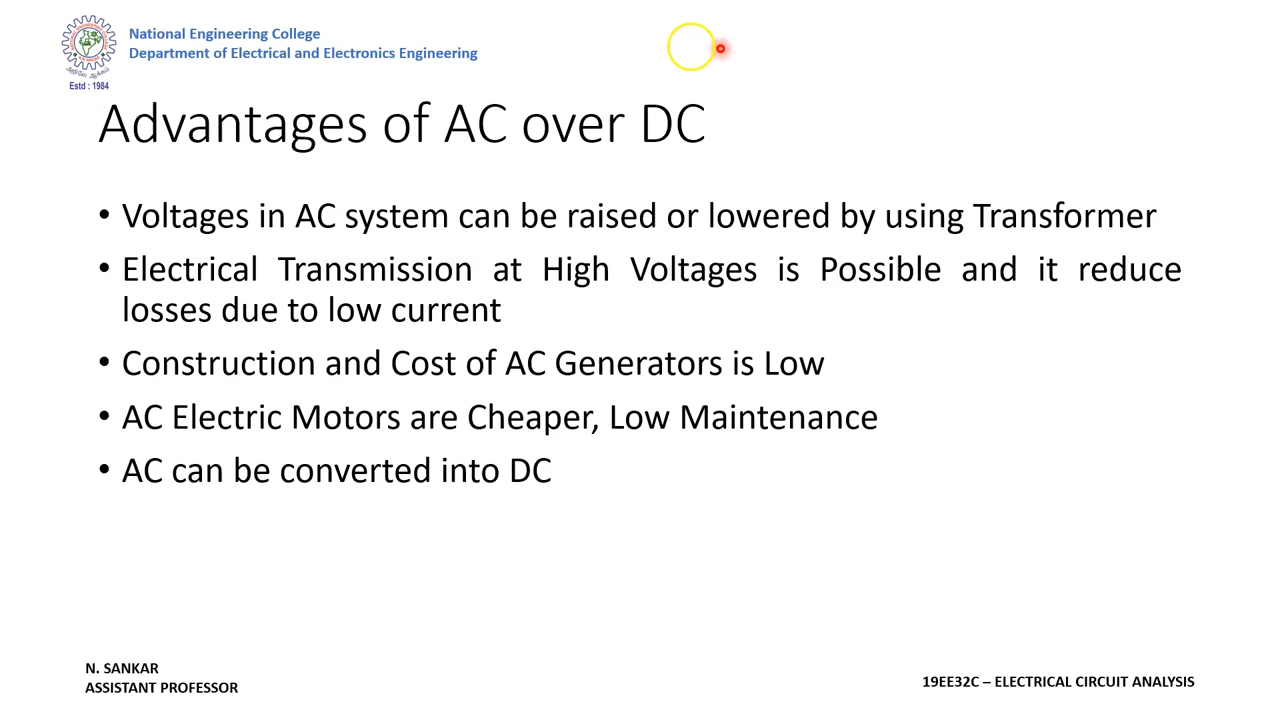 National Engineering College
Department of Electrical and Electronics Engineering
Estd : 1984
Advantages of AC over DC
• Voltages in AC system can be raised or lowered by using Transformer
• Electrical Transmission at High Voltages is Possible and it reduce
losses due to low current
• Construction and Cost of AC Generators is Low
• AC Electric Motors are Cheaper, Low Maintenance
• AC can be converted into DC
N. SANKAR
ASSISTANT PROFESSOR
19EE32C – ELECTRICAL CIRCUIT ANALYSIS